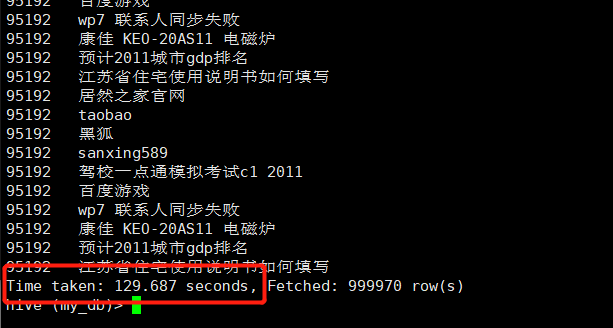 95192 百度游戏
95192 wp7 联系人同步失败
95192 康佳 KEO-20AS11 电磁炉
95192 预计2011城市gdp排名
95192 江苏省住宅使用说明书如何填写
95192 居然之家官网
95192 taobao
95192 黑狐
95192 sanxing589
95192 驾校一点通模拟考试c1 2011
95192 百度游戏
95192 wp7 联系人同步失败
95192 康佳 KEO-20AS11 电磁炉
95192 预计2011城市gdp排名
95192 江苏省住宅使用说明书如何填写
Time taken: 129.687 seconds, Fetched: 999970 row(s)
hive (my_db)>